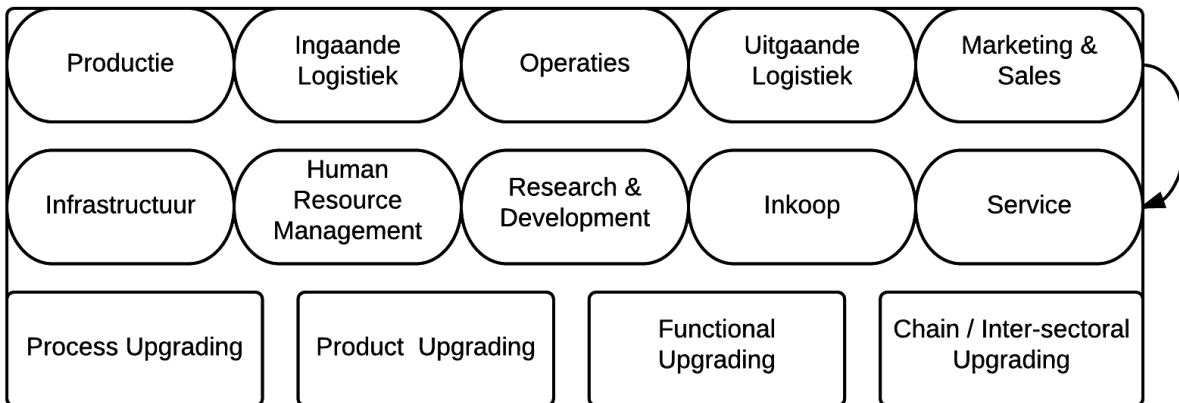 Productie
Ingaande
Logistiek
Operaties
Uitgaande
Logistiek
Marketing &
Sales
Infrastructuur
Human
Resource
Management
Research &
Development
Inkoop
Service
Process Upgrading
Product  Upgrading
Functional
Upgrading
Chain / Inter-sectoral
Upgrading